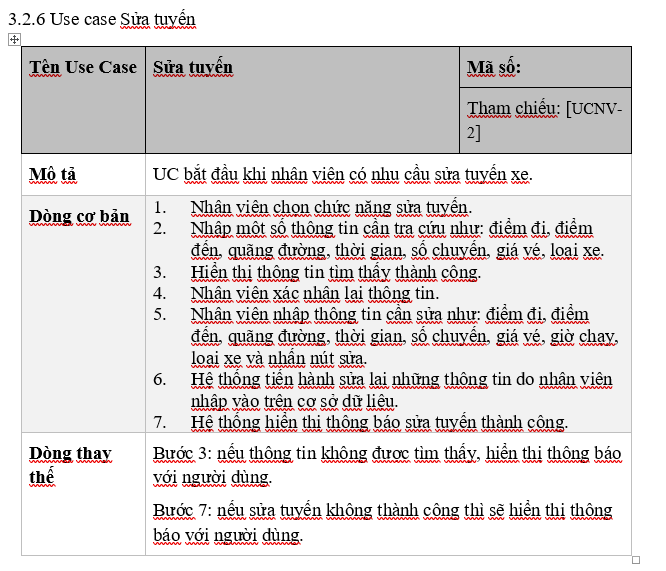 3.2.6 Use case Sửa tuyến
Tên Use Case
Sửa tuyến
Mã số:
Tham chiếu: [UCNV-
2]
Mô tả
UC bắt đầu khi nhân viên có nhu cầu sửa tuyến xe.
Dòng cơ bản
1. Nhân viên chọn chức năng sửa tuyến.
2. Nhập một số thông tin cần tra cứu như: điểm đi, điểm
đến, quãng đường, thời gian, số chuyến, giá vé, loại xe.
3. Hiển thị thông tin tìm thấy thành công.
4. Nhân viên xác nhận lại thông tin.
5. Nhân viên nhập thông tin cần sửa như: điểm đi, điểm
đến, quãng đường, thời gian, số chuyến, giá vé, giờ chạy,
loại xe và nhấn nút sửa.
6. Hệ thống tiến hành sửa lại những thông tin do nhân viên
nhập vào trên cơ sở dữ liệu.
7. Hệ thống hiển thị thông báo sửa tuyến thành công.
Dòng thay
thế
Bước 3: nếu thông tin không được tìm thấy, hiển thị thông báo
với người dùng.
Bước 7: nếu sửa tuyến không thành công thì sẽ hiển thị thông
báo với người dùng.